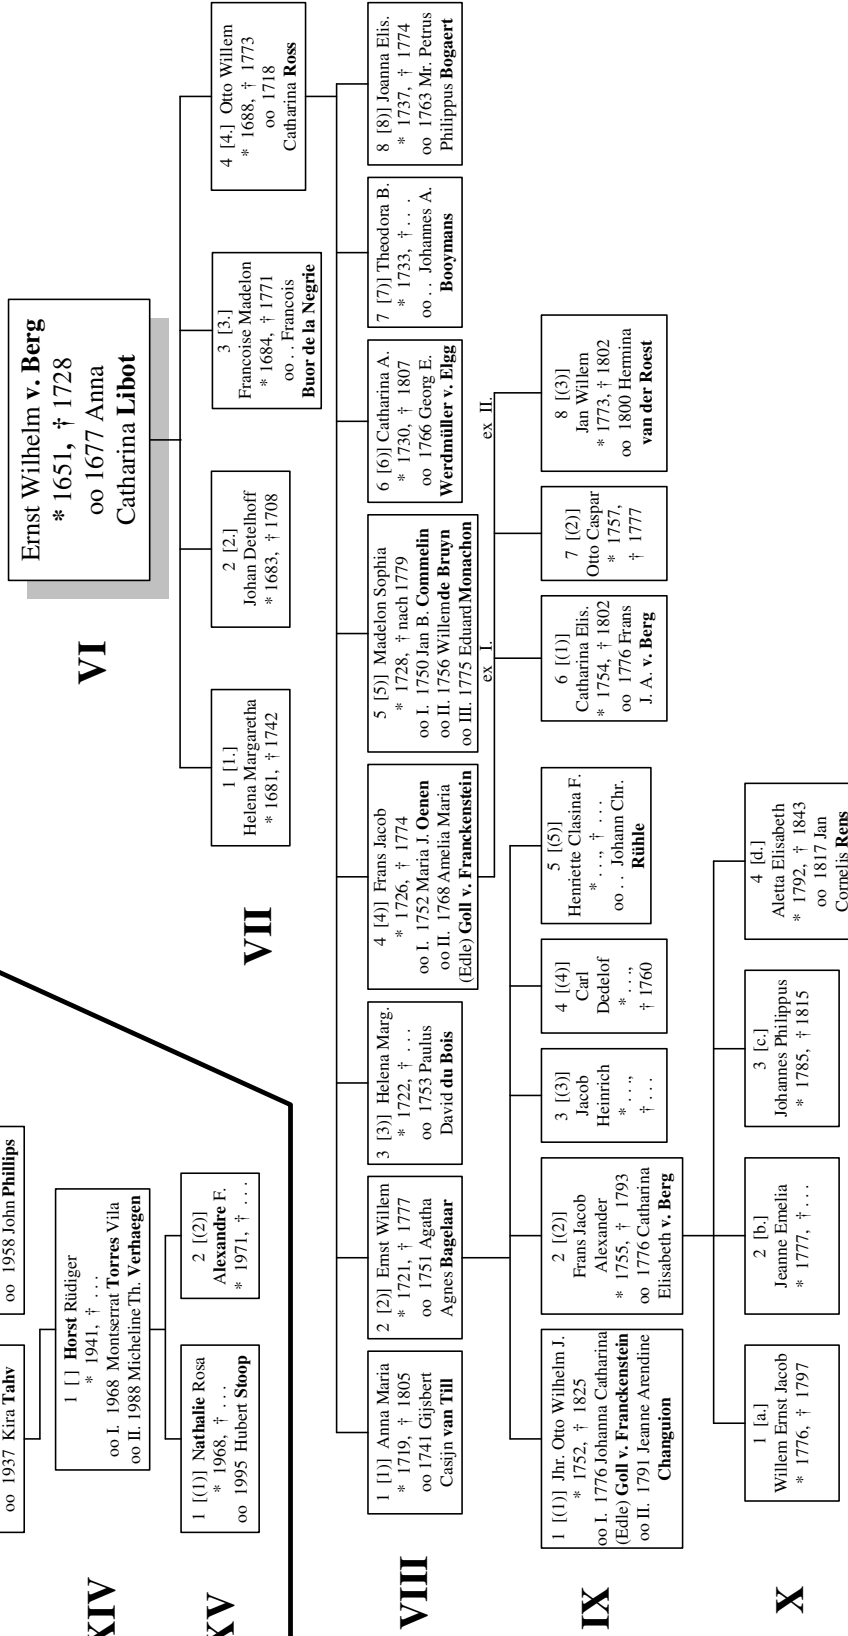 oo 1937 Kira Tahv
oo 1958 John Phillips
XIV
1 [ ] Horst Rüdiger
* 1941, † . . .
oo I. 1968 Montserrat Torres Vila
oo II. 1988 Micheline Th. Verhaegen
XV
1 [(1)] Nathalie Rosa
* 1968, † . . .
oo 1995 Hubert Stoop
2 [(2)]
Alexandre F.
* 1971, † . . .
VI
Ernst Wilhelm v. Berg
* 1651, † 1728
oo 1677 Anna
Catharina Libot
VII
1 [1.]
Helena Margaretha
* 1681, † 1742
2 [2.]
Johan Detelhoff
* 1683, † 1708
3 [3.]
Francoise Madelon
* 1684, † 1771
oo . . Francois
Buor de la Negrie
4 [4.] Otto Willem
* 1688, † 1773
oo 1718
Catharina Ross
VIII
1 [1)] Anna Maria
* 1719, † 1805
oo 1741 Gijsbert
Casijn van Till
2 [2)] Ernst Willem
* 1721, † 1777
oo 1751 Agatha
Agnes Bagelaar
3 [3)] Helena Marg.
* 1722, † . . .
oo 1753 Paulus
David du Bois
4 [4)] Frans Jacob
* 1726, † 1774
oo I. 1752 Maria J. Oenen
oo II. 1768 Amelia Maria
(Edle) Goll v. Franckenstein
5 [5)] Madelon Sophia
* 1728, † nach 1779
oo I. 1750 Jan B. Commelin
oo II. 1756 Willem de Bruyn
oo III. 1775 Eduard Monachon
6 [6)] Catharina A.
* 1730, † 1807
oo 1766 Georg E.
Werdmüller v. Elgg
7 [7)] Theodora B.
* 1733, † . . .
oo . . Johannes A.
Booymans
8 [8)] Joanna Elis.
* 1737, † 1774
oo 1763 Mr. Petrus
Philippus Bogaert
ex I.
ex II.
IX
1 [(1)] Jhr. Otto Wilhelm J.
* 1752, † 1825
oo I. 1776 Johanna Catharina
(Edle) Goll v. Franckenstein
oo II. 1791 Jeanne Arendine
Changuion
2 [(2)]
Frans Jacob
Alexander
* 1755, † 1793
oo 1776 Catharina
Elisabeth v. Berg
3 [(3)]
Jacob
Heinrich
* . . .,
† . . .
4 [(4)]
Carl
Dedelof
* . . .,
† 1760
5 [(5)]
Henriette Clasina F.
* . . ., † . . .
oo . . Johann Chr.
Rühle
6 [(1)]
Catharina Elis.
* 1754, † 1802
oo 1776 Frans
J. A. v. Berg
7 [(2)]
Otto Caspar
* 1757,
† 1777
8 [(3)]
Jan Willem
* 1773, † 1802
oo 1800 Hermina
van der Roest
X
1 [a.]
Willem Ernst Jacob
* 1776, † 1797
2 [b.]
Jeanne Emelia
* 1777, † . . .
3 [c.]
Johannes Philippus
* 1785, † 1815
4 [d.]
Aletta Elisabeth
* 1792, † 1843
oo 1817 Jan
Cornelis Rens